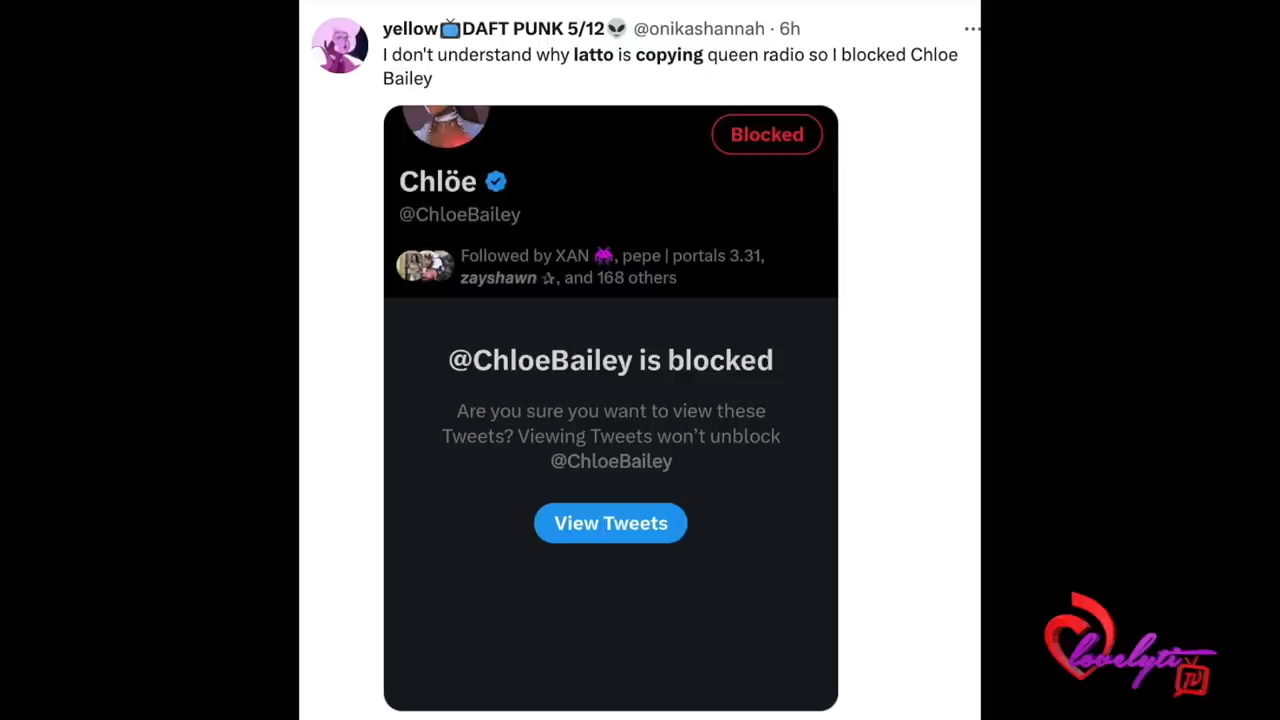 yellow📺DAFT PUNK 5/12👽 @onikashannah · 6h
I don't understand why latto is copying queen radio so I blocked Chloe
Bailey
Blocked
Chlöe
@ChloeBailey
Followed by XAN 👾, pepe | portals 3.31,
zayshawn ☆, and 168 others
@ChloeBailey is blocked
Are you sure you want to view these
Tweets? Viewing Tweets won't unblock
@ChloeBailey
View Tweets
lovelyti
TV